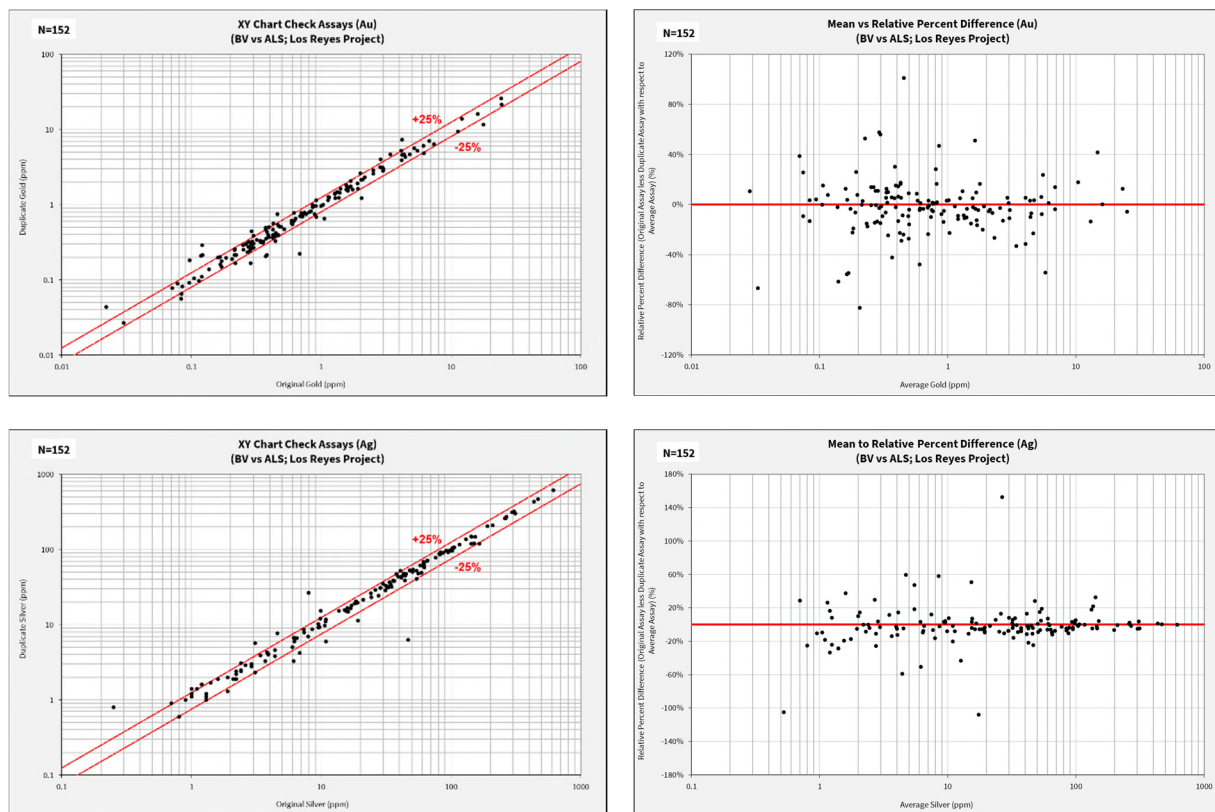 N=152
XY Chart Check Assays (Au)
(BV vs ALS; Los Reyes Project)
100
10
1
0.1
0.01
Duplicate Gold (ppm)
+25%
-25%
0.01
0.1
1
10
100
Original Gold (ppm)
N=152
Mean vs Relative Percent Difference (Au)
(BV vs ALS; Los Reyes Project)
120%
80%
40%
0%
-40%
-80%
-120%
Relative Percent Difference (Original Assay less Duplicate Assay with respect to
Average Assay) (%)
0.01
0.1
1
10
100
Average Gold (ppm)
N=152
XY Chart Check Assays (Ag)
(BV vs ALS; Los Reyes Project)
1000
100
10
1
0.1
Duplicate Silver (ppm)
+25%
-25%
0.1
1
10
100
1000
Original Silver (ppm)
N=152
Mean to Relative Percent Difference (Ag)
(BV vs ALS; Los Reyes Project)
180%
140%
100%
60%
20%
-20%
-60%
-100%
-140%
-180%
Relative Percent Difference (Original Assay less Duplicate Assay with respect to
Average Assay) (%)
0.1
1
10
100
1000
Average Silver (ppm)